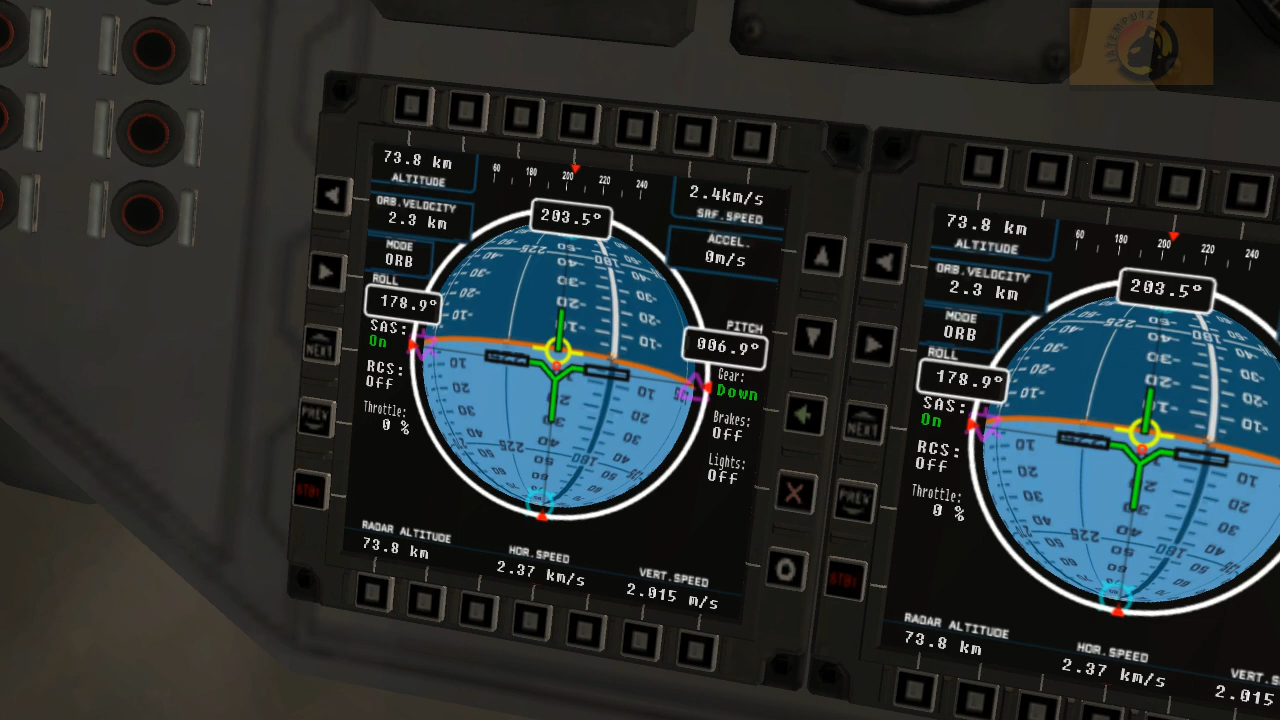 73.8 km
ALTITUDE
60 180 200 220 240
2.4km/s
SRF.SPEED
ORB.VELOCITY
2.3 km
203.5°
ACCEL.
0m/s
MODE
ORB
ROLL
178.9°
PITCH
006.9°
SAS:
On
RCS:
Off
Throttle:
0 %
Gear:
Down
Brakes:
Off
Lights:
Off
NEXT
PREV
STBY
RADAR ALTITUDE
73.8 km
HOR.SPEED
2.37 km/s
VERT.SPEED
2.015 m/s
73.8 km
ALTITUDE
60 180 200 220 240
ORB.VELOCITY
2.3 km
203.5°
MODE
ORB
ROLL
178.9°
SAS:
On
RCS:
Off
Throttle:
0 %
NEXT
PREV
STBY
RADAR ALTITUDE
73.8 km
HOR.SPEED
2.37 km/s
VERT.S
2.015